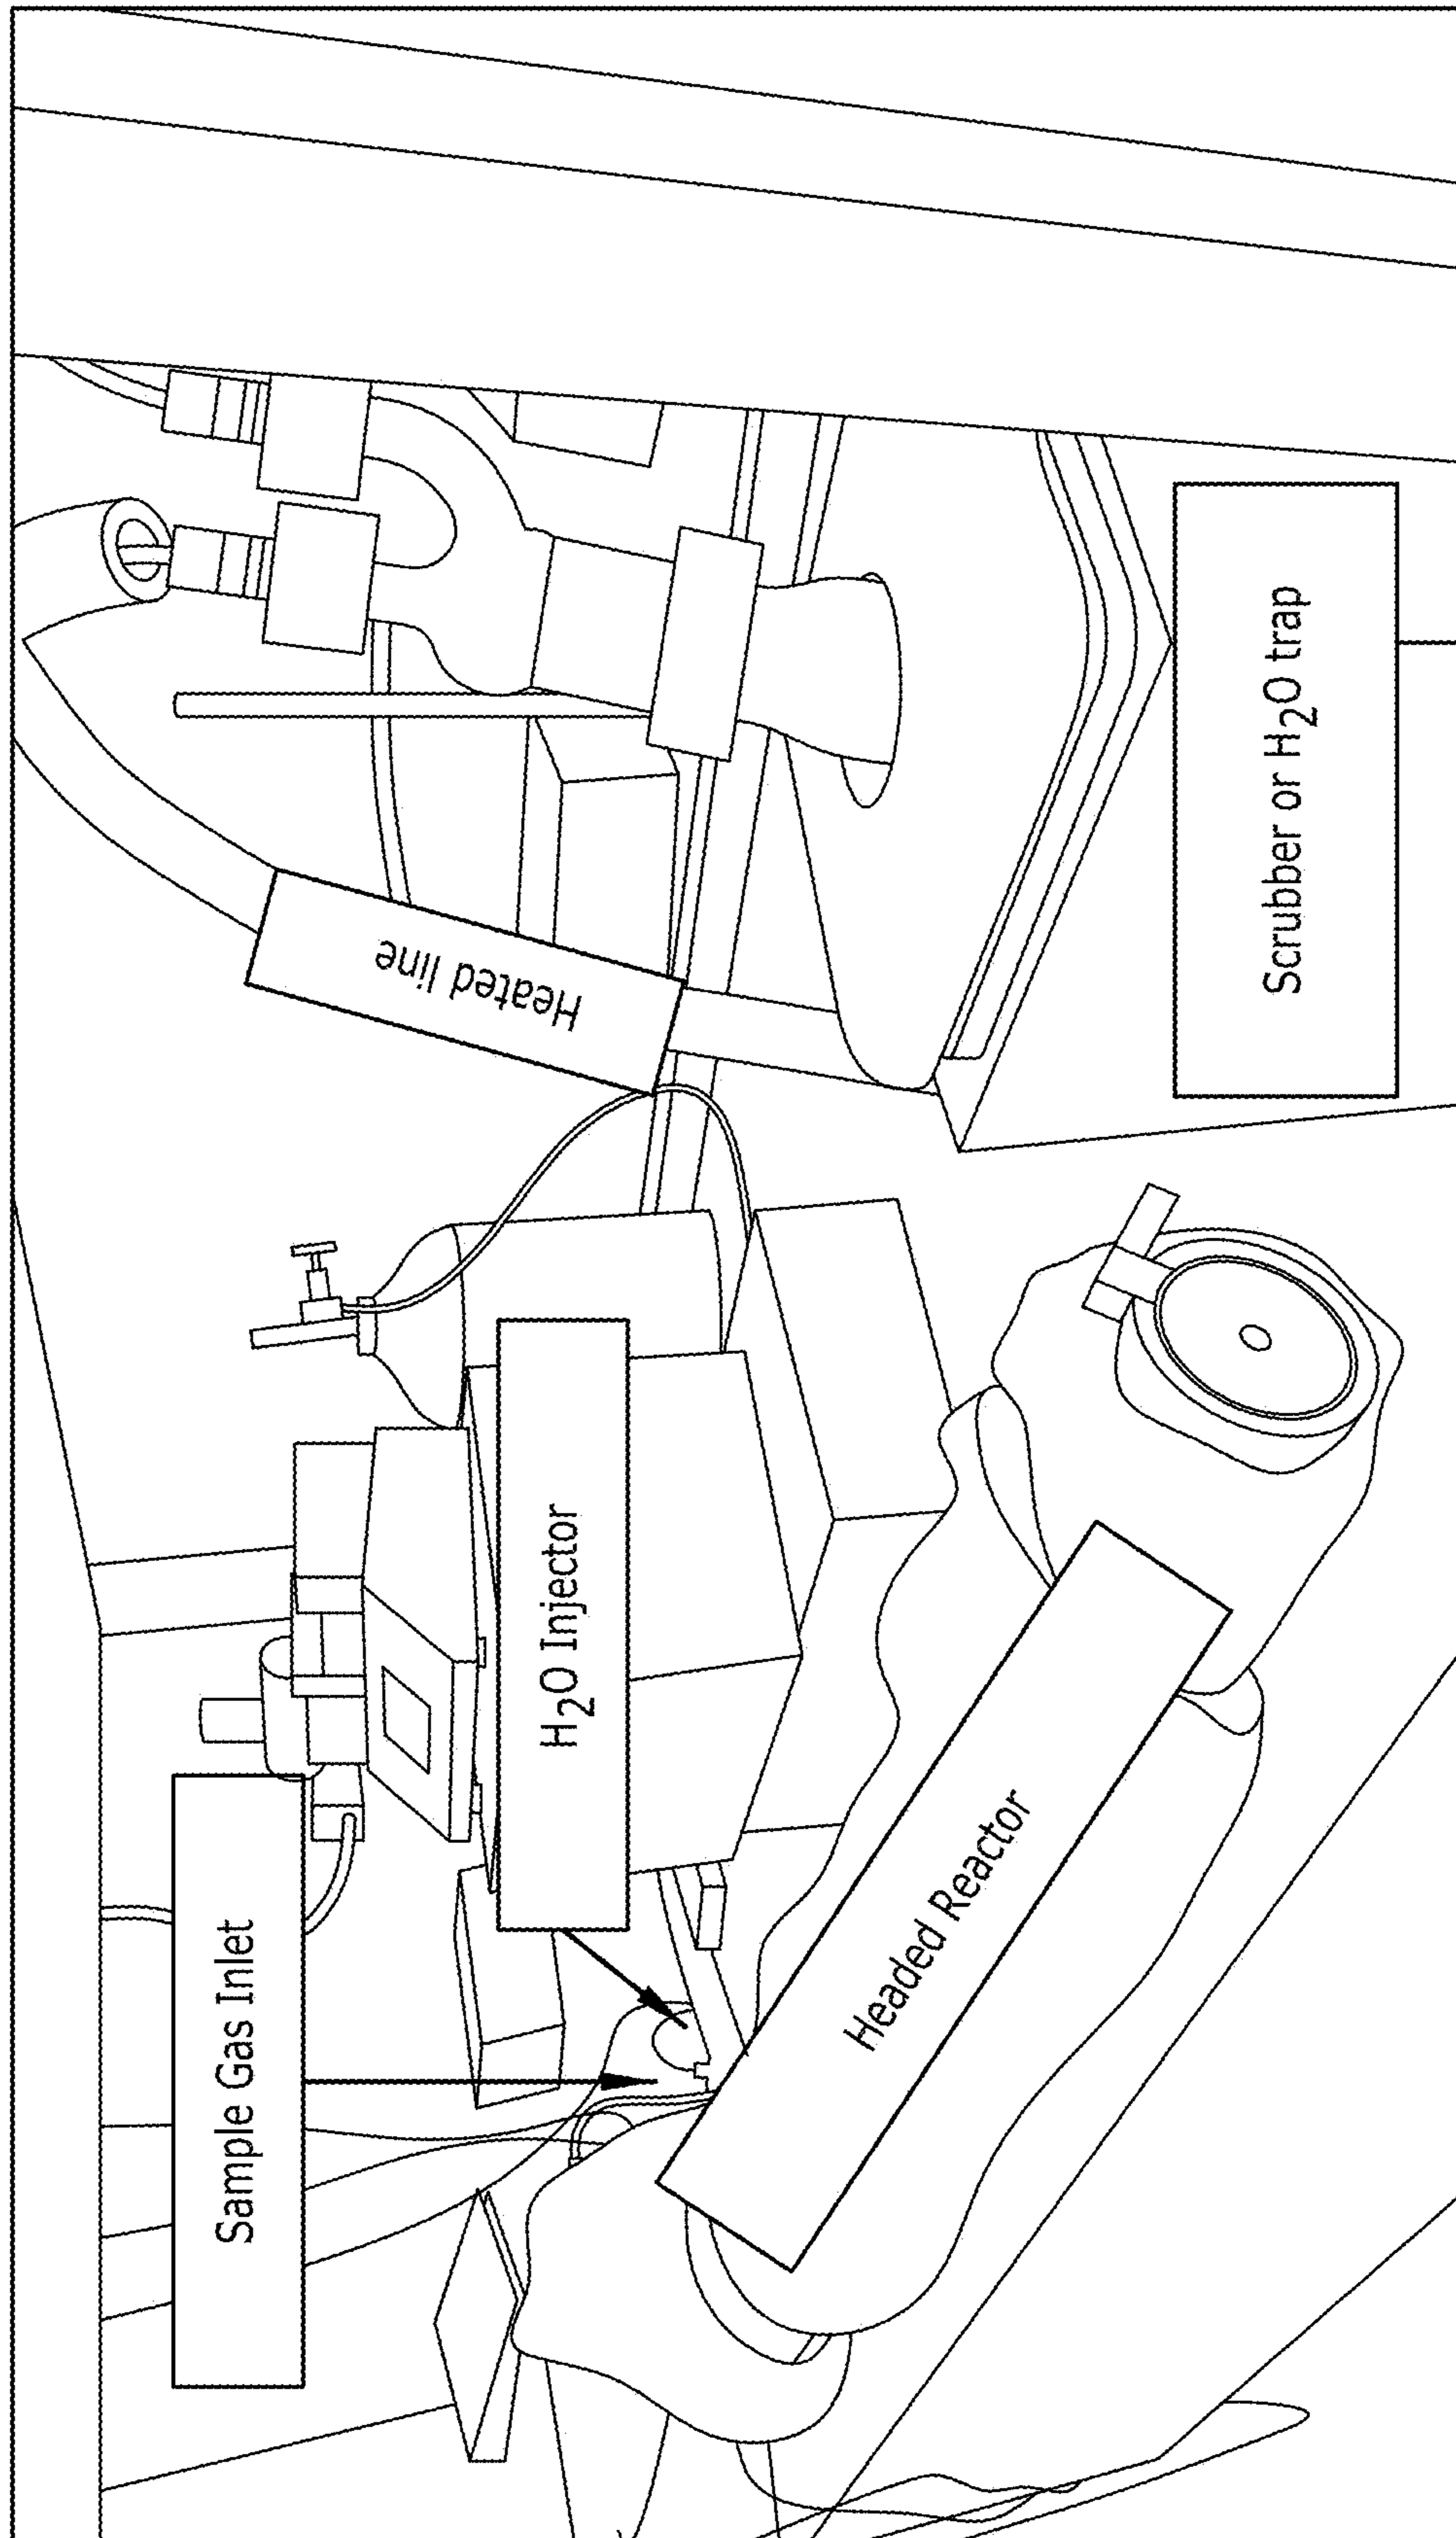 Sample Gas Inlet
H₂O Injector
Heated line
Headed Reactor
Scrubber or H₂O trap